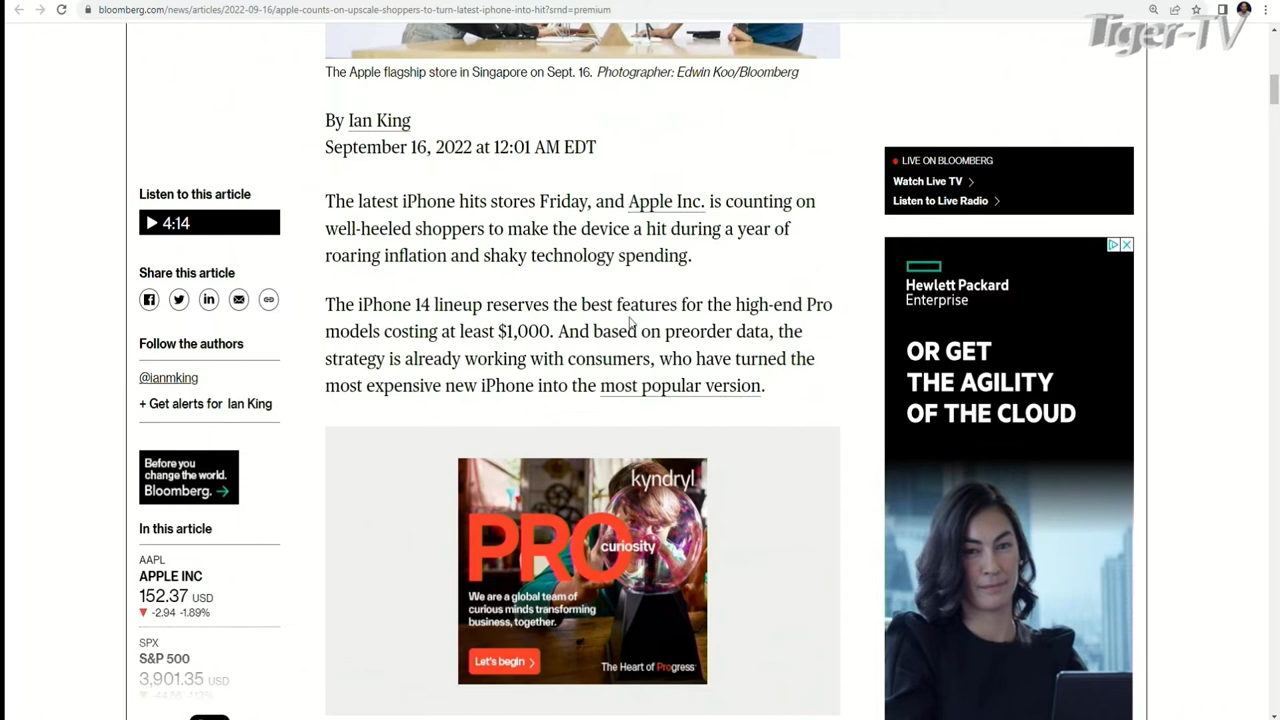 bloomberg.com/news/articles/2022-09-16/apple-counts-on-upscale-shoppers-to-turn-latest-iphone-into-hit?srnd=premium
Tiger-TV
The Apple flagship store in Singapore on Sept. 16. Photographer: Edwin Koo/Bloomberg
By Ian King
September 16, 2022 at 12:01 AM EDT
Listen to this article
4:14
Share this article
Follow the authors
@ianmking
+ Get alerts for Ian King
Before you
change the world.
Bloomberg. →
In this article
AAPL
APPLE INC
152.37 USD
▼ -2.94 -1.89%
SPX
S&P 500
3,901.35 USD
The latest iPhone hits stores Friday, and Apple Inc. is counting on
well-heeled shoppers to make the device a hit during a year of
roaring inflation and shaky technology spending.
The iPhone 14 lineup reserves the best features for the high-end Pro
models costing at least $1,000. And based on preorder data, the
strategy is already working with consumers, who have turned the
most expensive new iPhone into the most popular version.
kyndryl
PRO
curiosity
We are a global team of
curious minds transforming
business, together.
Let's begin >
The Heart of Progress
LIVE ON BLOOMBERG
Watch Live TV >
Listen to Live Radio >
Hewlett Packard
Enterprise
OR GET
THE AGILITY
OF THE CLOUD